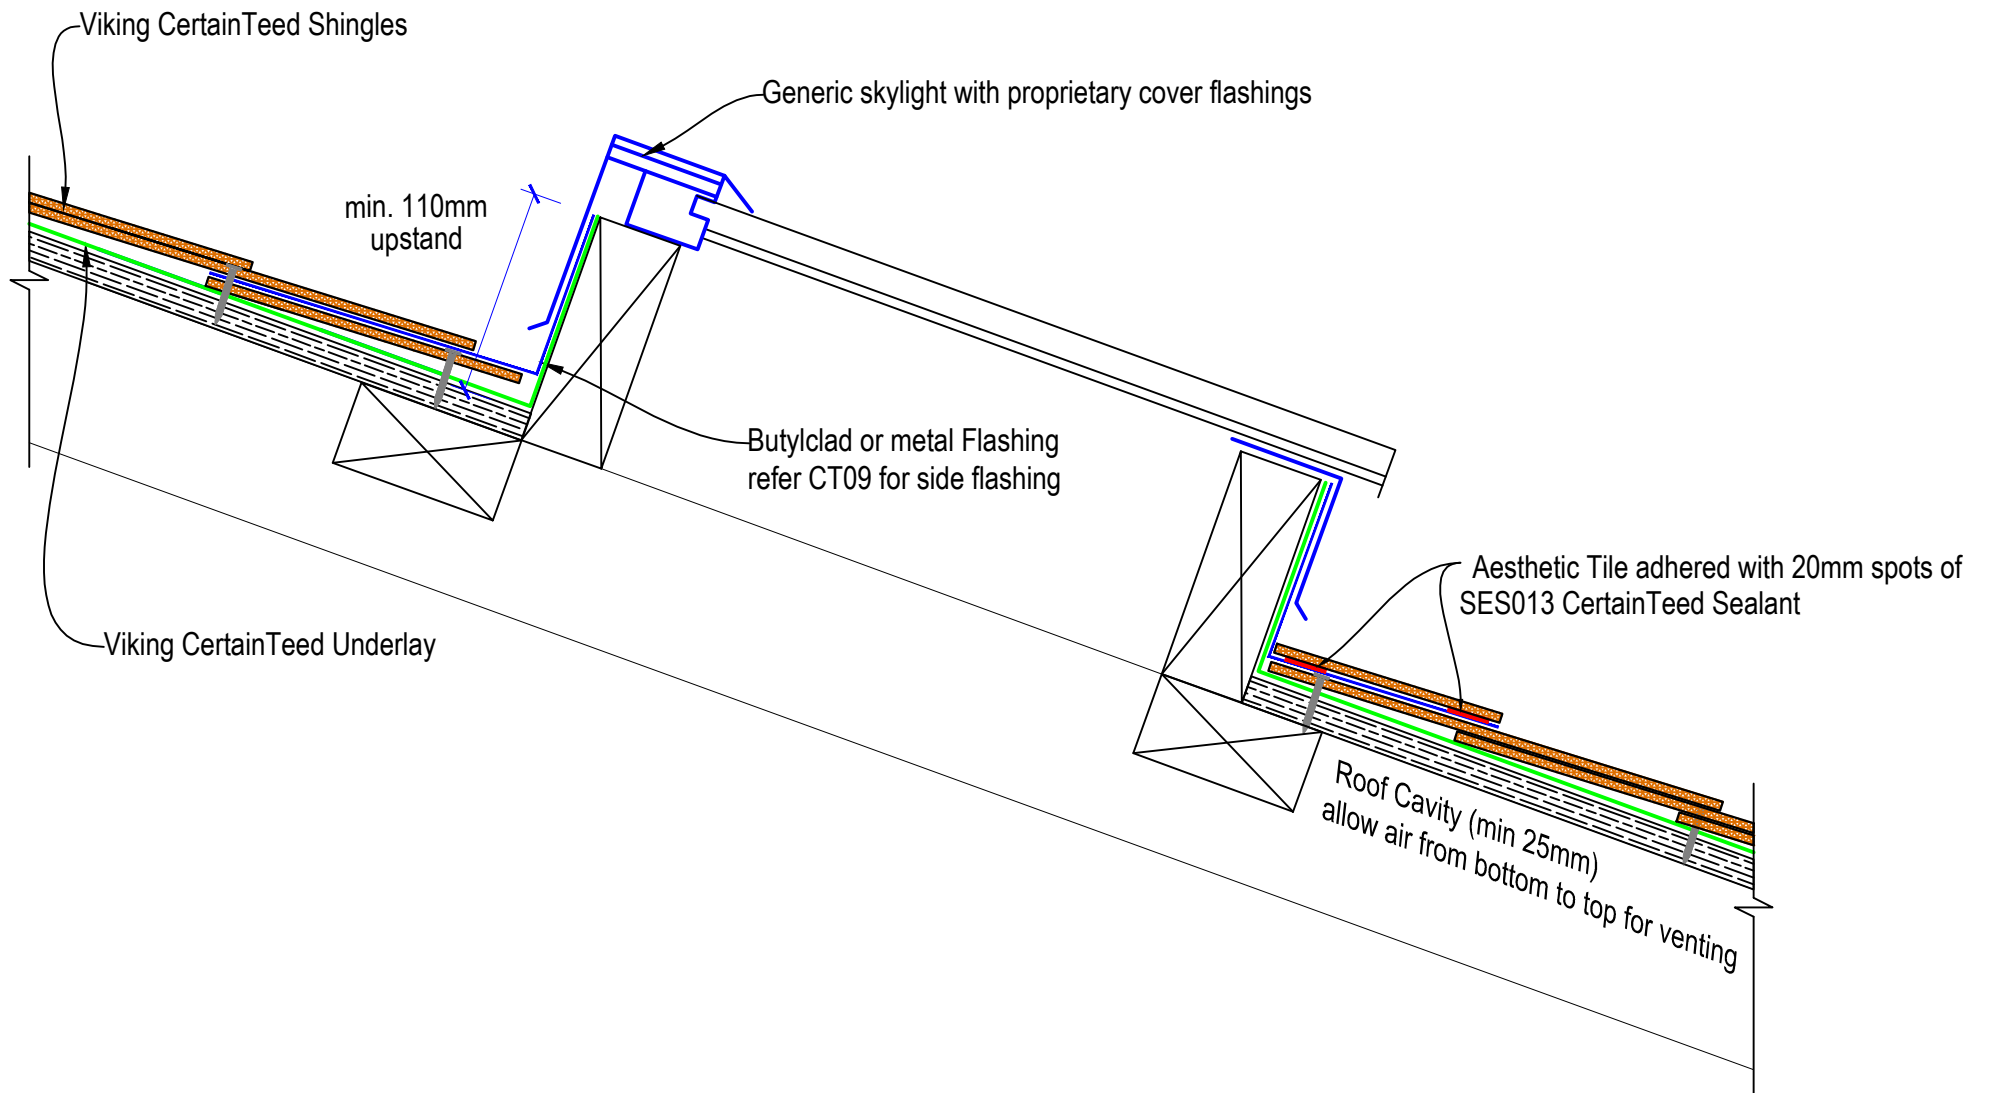 Viking CertainTeed Shingles
Generic skylight with proprietary cover flashings
min. 110mm
upstand
Butylclad or metal Flashing
refer CT09 for side flashing
Aesthetic Tile adhered with 20mm spots of
SES013 CertainTeed Sealant
Viking CertainTeed Underlay
Roof Cavity (min 25mm)
allow air from bottom to top for venting